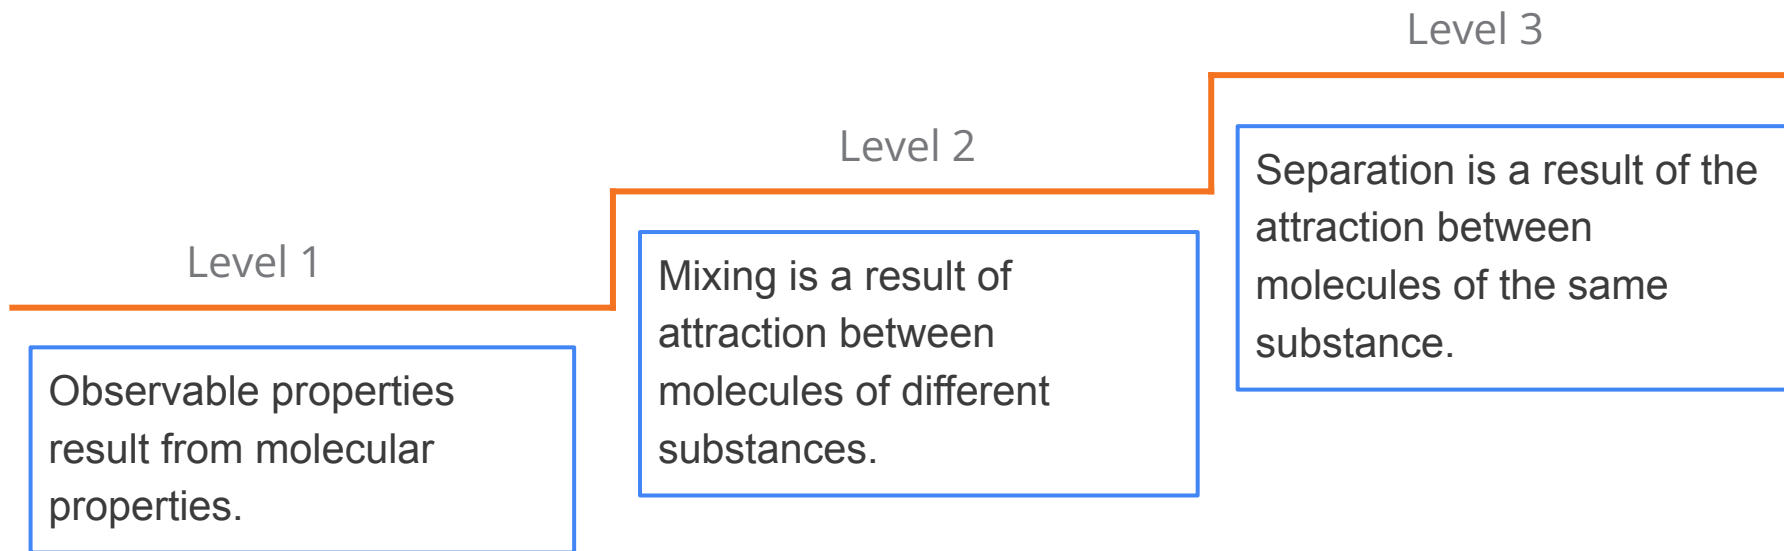 Level 1
Observable properties
result from molecular
properties.
Level 2
Mixing is a result of
attraction between
molecules of different
substances.
Level 3
Separation is a result of the
attraction between
molecules of the same
substance.